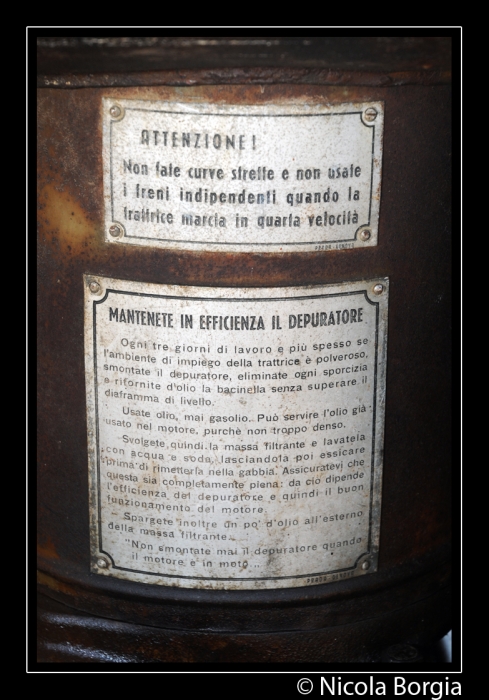 ATTENZIONE!
Non fate curve strette e non usate
i freni indipendenti quando la
trattrice marcia in quarta velocità
MANTENETE IN EFFICIENZA IL DEPURATORE
Ogni tre giorni di lavoro e più spesso se
l'ambiente di impiego della trattrice è polveroso,
smontate il depuratore, eliminate ogni sporcizia
e rifornite d'olio la bacinella senza superare il
diaframma di livello.
Usate olio, mai gasolio. Può servire l'olio già
usato nel motore, purchè non troppo denso.
Svolgete quindi la massa filtrante e lavatela
con acqua e soda, lasciandola poi essicare
prima di rimetterla nella gabbia. Assicuratevi che
questa sia completamente piena: da ciò dipende
l'efficienza del depuratore e quindi il buon
funzionamento del motore.
Spargete inoltre un po' d'olio all'esterno
della massa filtrante.
"Non smontate mai il depuratore quando
il motore è in moto
© Nicola Borgia